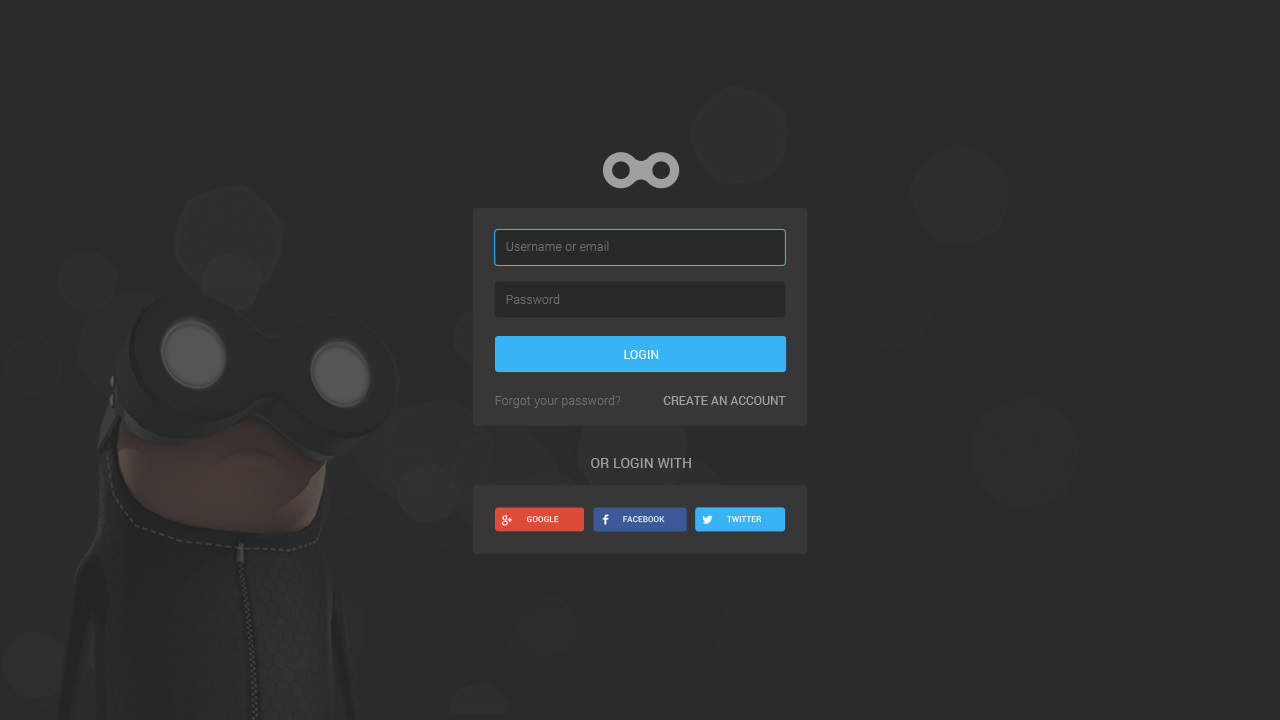 Username or email
Password
LOGIN
Forgot your password? CREATE AN ACCOUNT
OR LOGIN WITH
GOOGLE FACEBOOK TWITTER